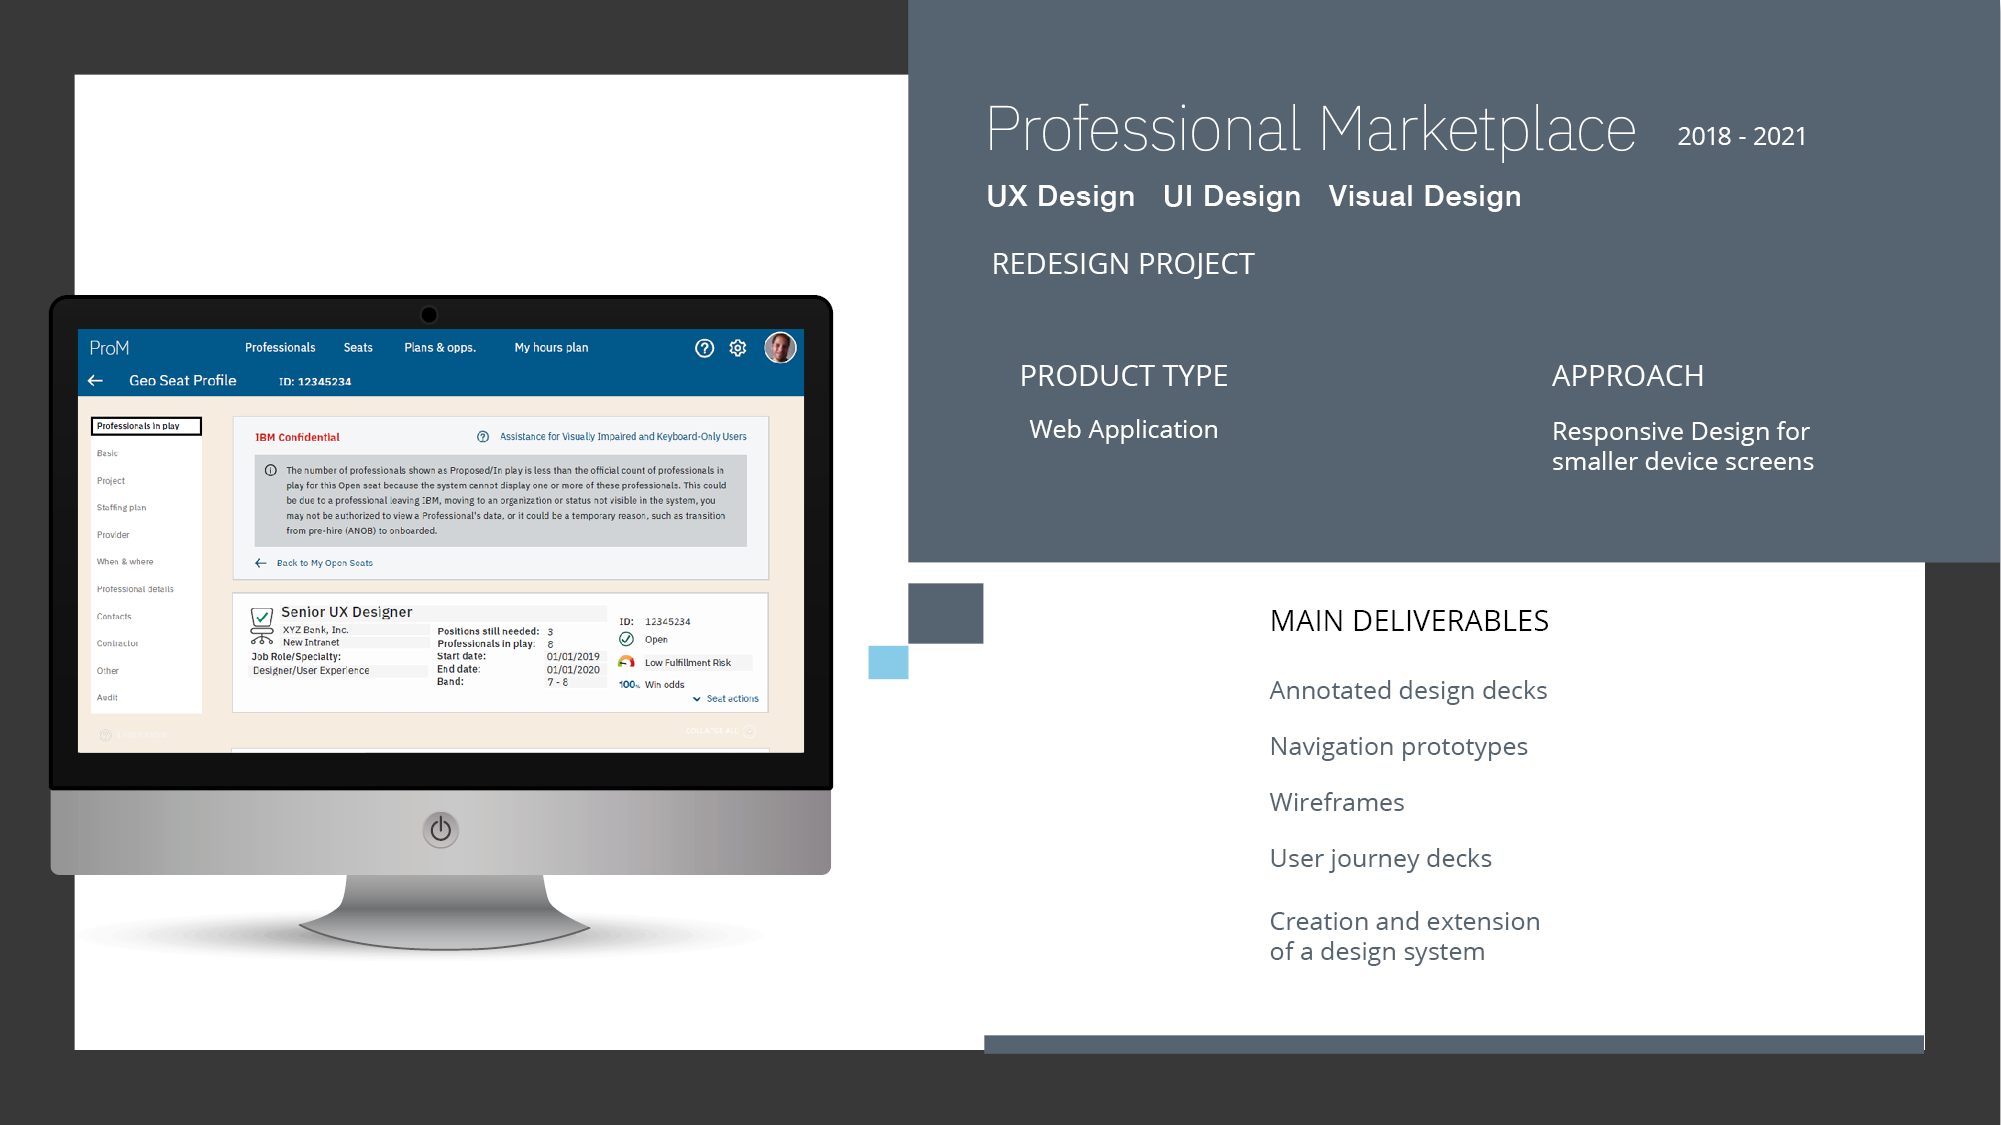 Professional Marketplace 2018 - 2021
UX Design UI Design Visual Design
REDESIGN PROJECT
PRODUCT TYPE
Web Application
APPROACH
Responsive Design for
smaller device screens
MAIN DELIVERABLES
Annotated design decks
Navigation prototypes
Wireframes
User journey decks
Creation and extension
of a design system
ProM
Professionals Seats Plans & opps. My hours plan
Geo Seat Profile ID: 12345234
Professionals in play
Basic
Project
Staffing plan
Provider
When & where
Professional details
Contacts
Contractor
Other
Audit
IBM Confidential
Assistance for Visually Impaired and Keyboard-Only Users
The number of professionals shown as Proposed/In play is less than the official count of professionals in
play for this Open seat because the system cannot display one or more of these professionals. This could
be due to a professional leaving IBM, moving to an organization or status not visible in the system, you
may not be authorized to view a Professional's data, or it could be a temporary reason, such as transition
from pre-hire (ANOB) to onboarded.
Back to My Open Seats
Senior UX Designer
XYZ Bank, Inc.
New Intranet
Job Role/Specialty:
Designer/User Experience
Positions still needed: 3
Professionals in play: 8
Start date: 01/01/2019
End date: 01/01/2020
Band: 7 - 8
ID: 12345234
Open
Low Fulfillment Risk
100% Win odds
Seat actions
COLLAPSE ALL